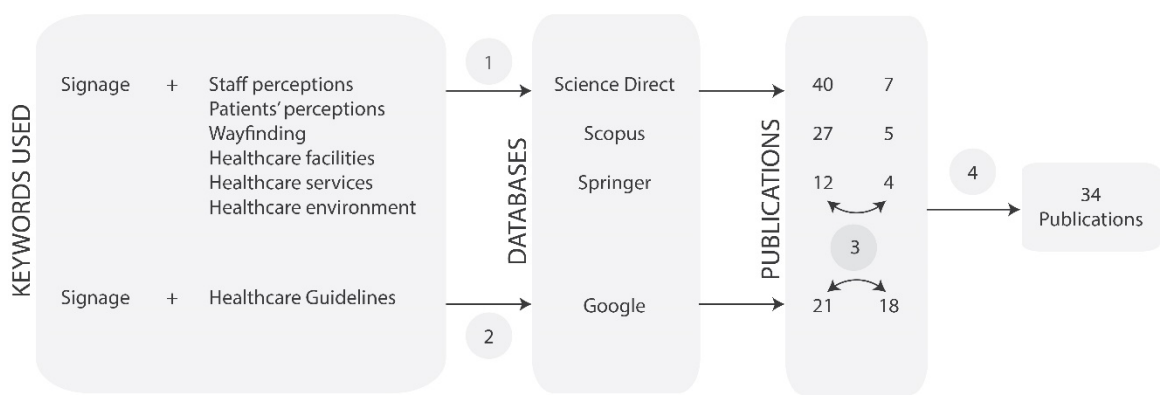 KEYWORDS USED
Signage + Staff perceptions
Patients' perceptions
Wayfinding
Healthcare facilities
Healthcare services
Healthcare environment
Signage + Healthcare Guidelines
1
2
DATABASES
Science Direct
Scopus
Springer
Google
PUBLICATIONS
40 7
27 5
12 4
3
21 18
4
34
Publications